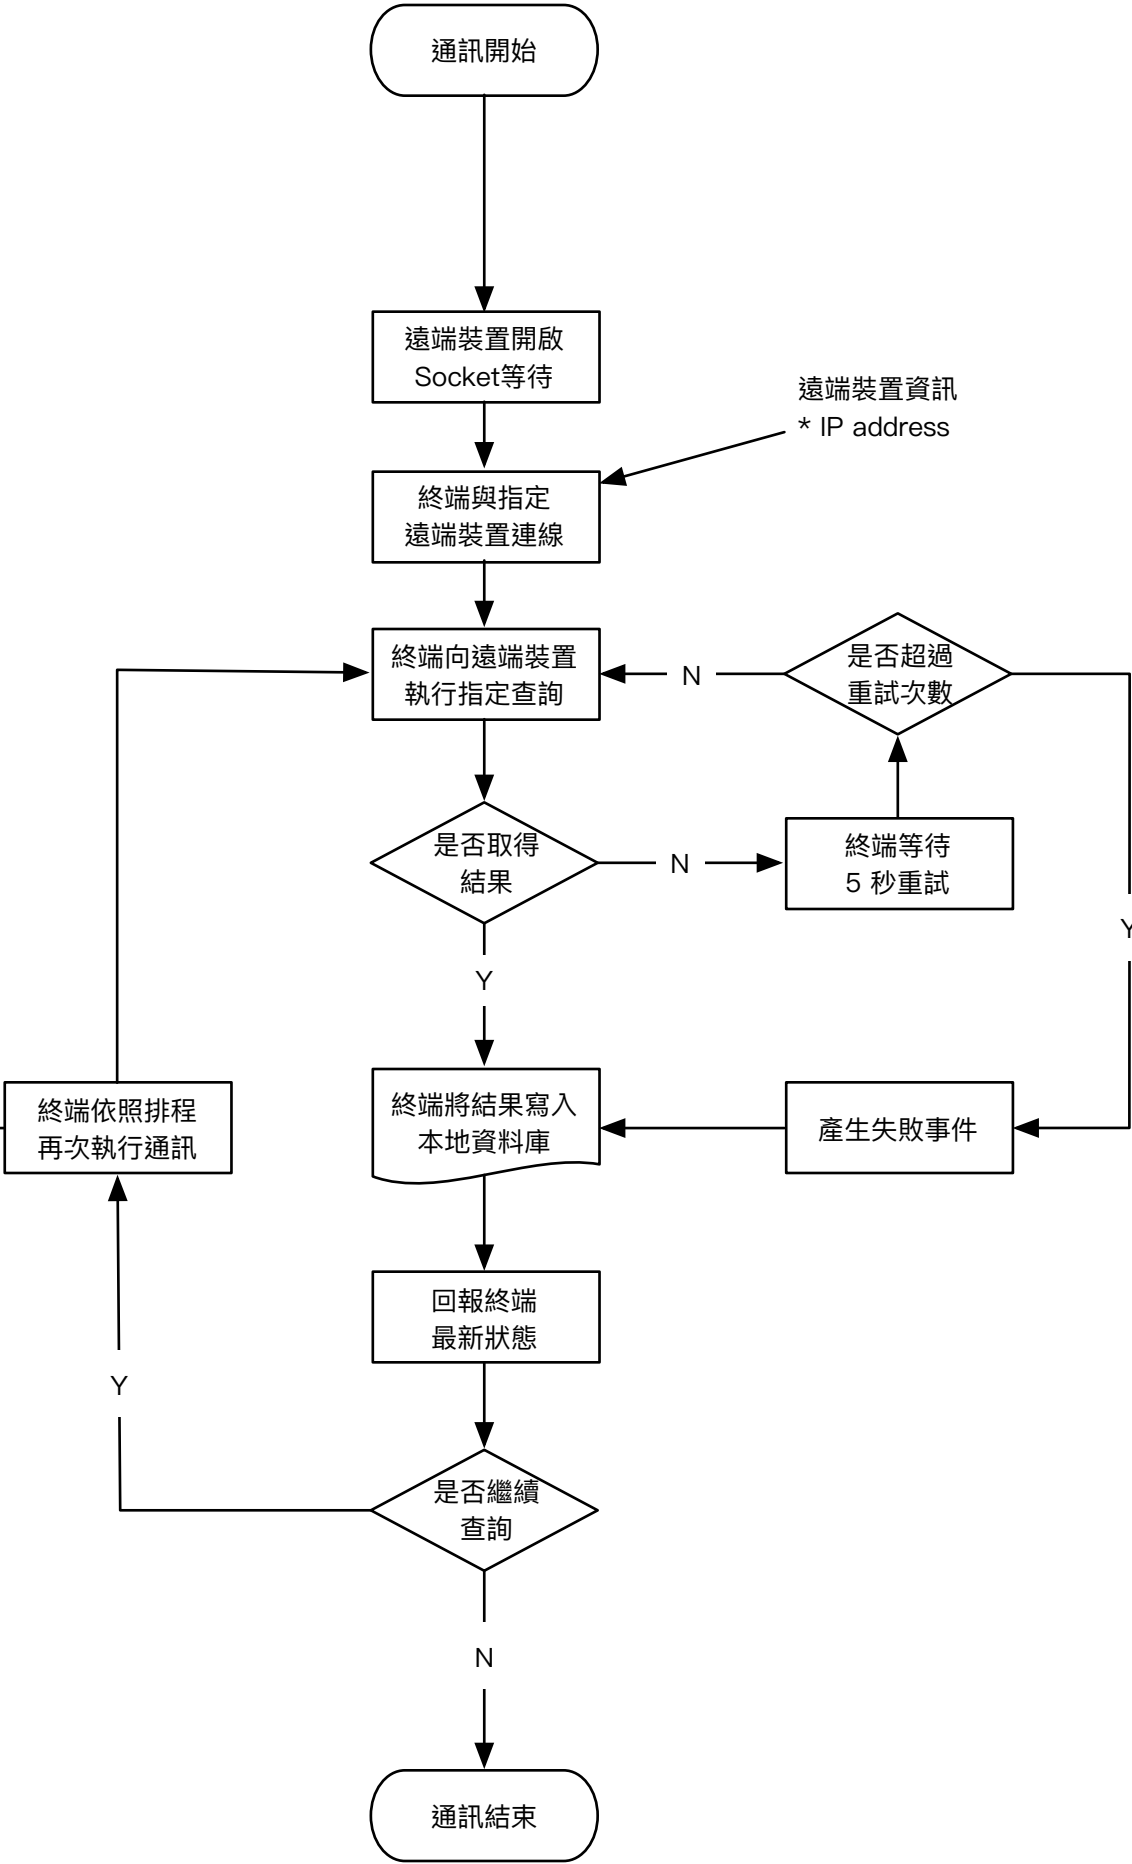 通訊開始
遠端裝置開啟
Socket等待
遠端裝置資訊
* IP address
終端與指定
遠端裝置連線
終端向遠端裝置
執行指定查詢
N
是否超過
重試次數
是否取得
結果
N
終端等待
5 秒重試
Y
Y
終端依照排程
再次執行通訊
終端將結果寫入
本地資料庫
產生失敗事件
回報終端
最新狀態
Y
是否繼續
查詢
N
通訊結束